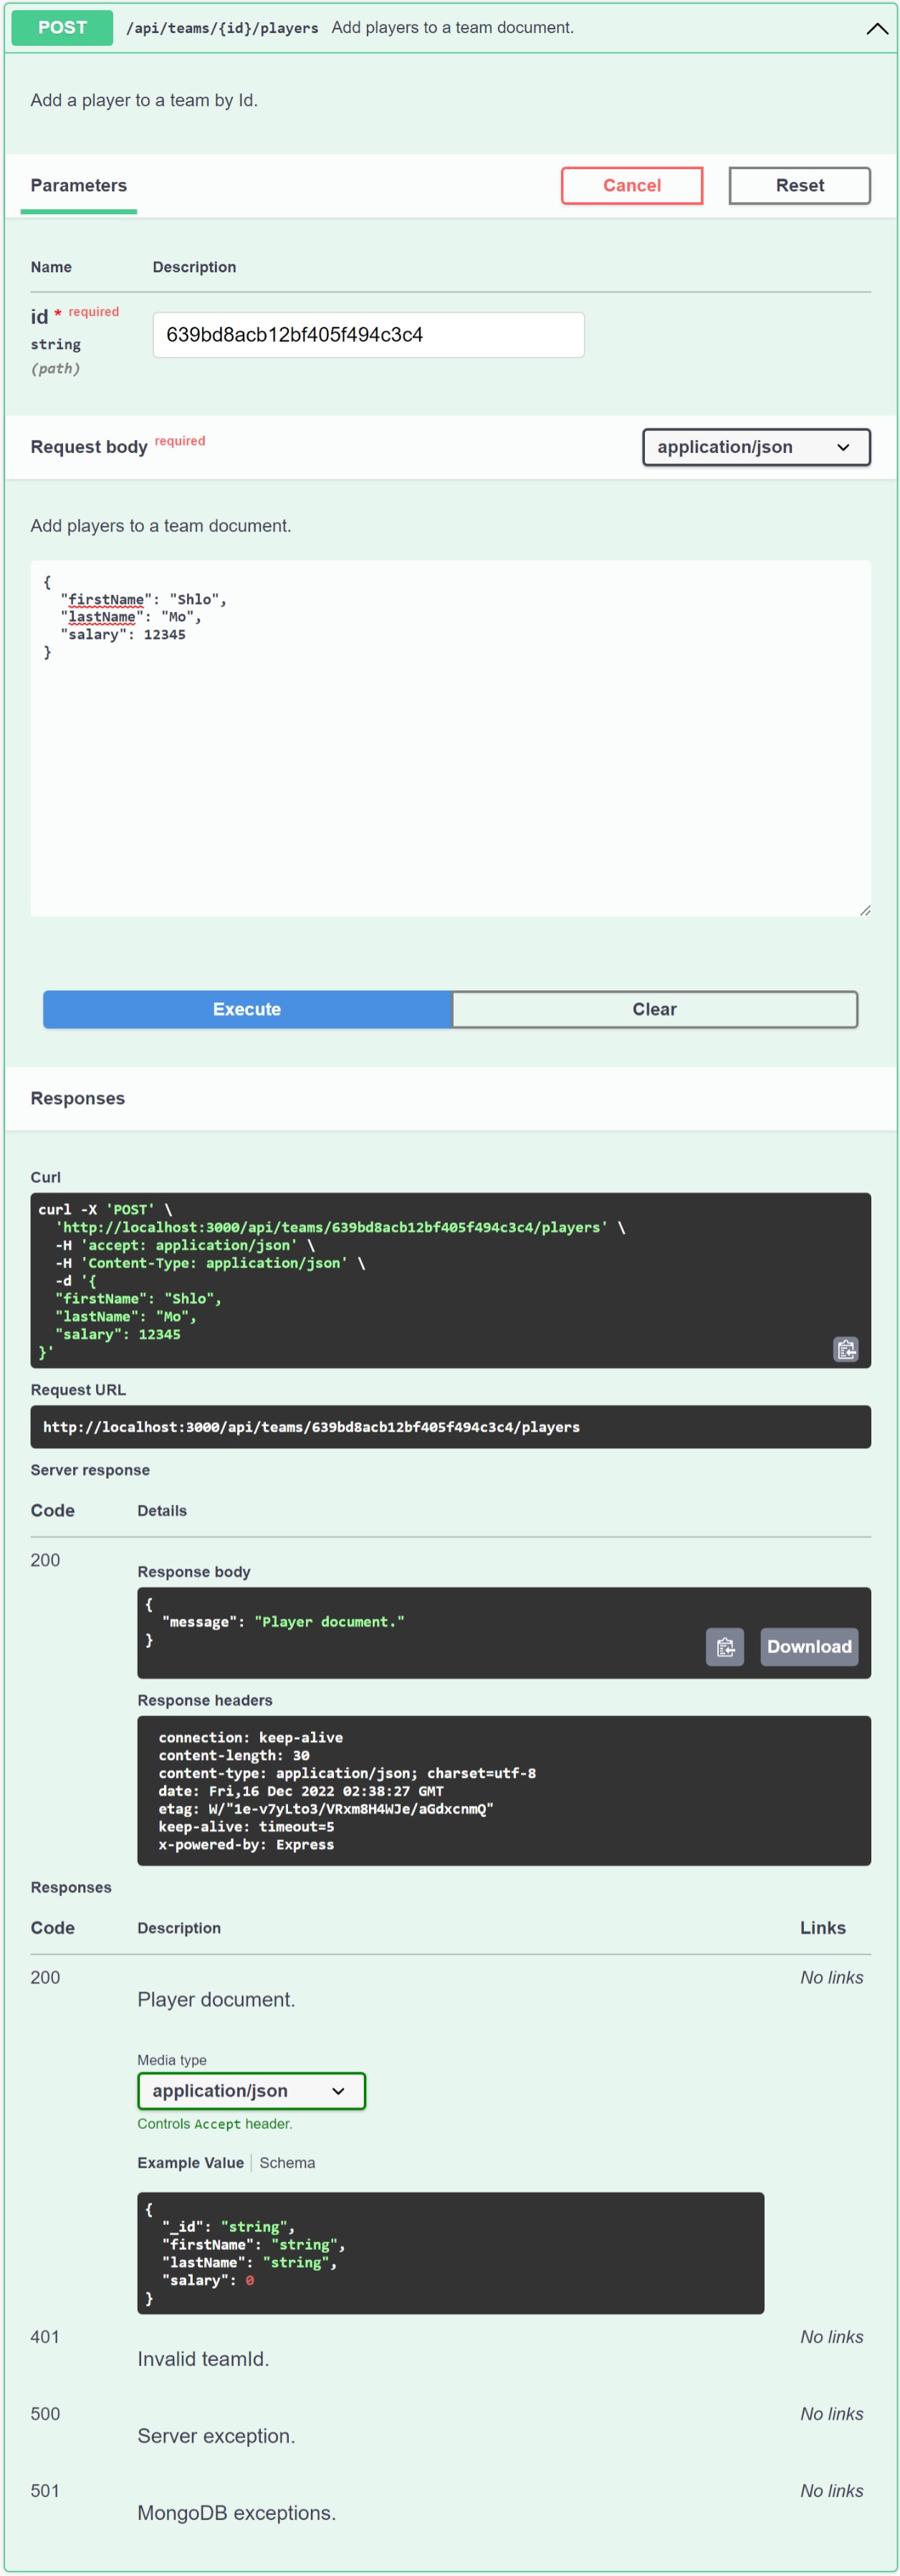 POST /api/teams/{id}/players Add players to a team document.
Add a player to a team by Id.
Parameters Cancel Reset
Name Description
id * required
string
(path)
639bd8acb12bf405f494c3c4
Request body required application/json
Add players to a team document.
{
"firstName": "Shlo",
"lastName": "Mo",
"salary": 12345
}
Execute Clear
Responses
Curl
curl -X 'POST' \
'http://localhost:3000/api/teams/639bd8acb12bf405f494c3c4/players' \
-H 'accept: application/json' \
-H 'Content-Type: application/json' \
-d '{
"firstName": "Shlo",
"lastName": "Mo",
"salary": 12345
}'
Request URL
http://localhost:3000/api/teams/639bd8acb12bf405f494c3c4/players
Server response
Code Details
200
Response body
{
"message": "Player document."
}
Download
Response headers
connection: keep-alive
content-length: 30
content-type: application/json; charset=utf-8
date: Fri,16 Dec 2022 02:38:27 GMT
etag: W/"1e-v7yLto3/VRxm8H4WJe/aGdxcnmQ"
keep-alive: timeout=5
x-powered-by: Express
Responses
Code Description Links
200 No links
Player document.
Media type
application/json
Controls Accept header.
Example Value Schema
{
"_id": "string",
"firstName": "string",
"lastName": "string",
"salary": 0
}
401 No links
Invalid teamId.
500 No links
Server exception.
501 No links
MongoDB exceptions.